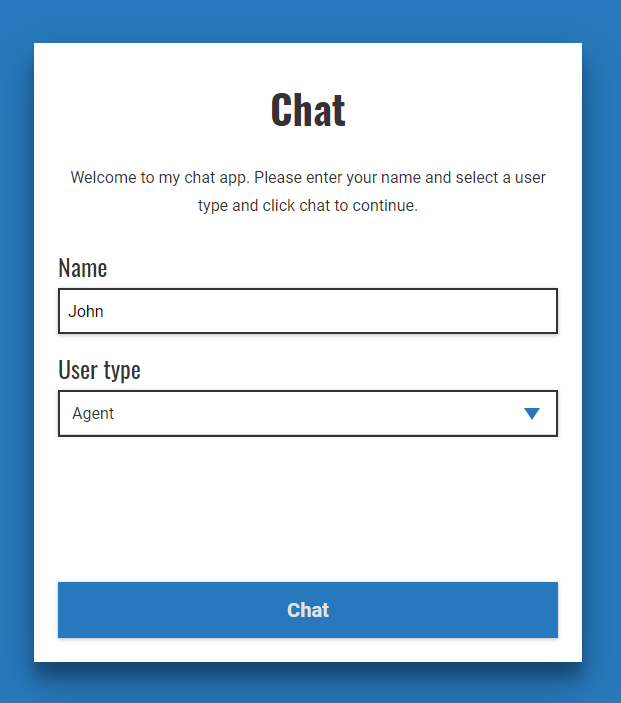 Chat
Welcome to my chat app. Please enter your name and select a user
type and click chat to continue.
Name
John
User type
Agent
Chat